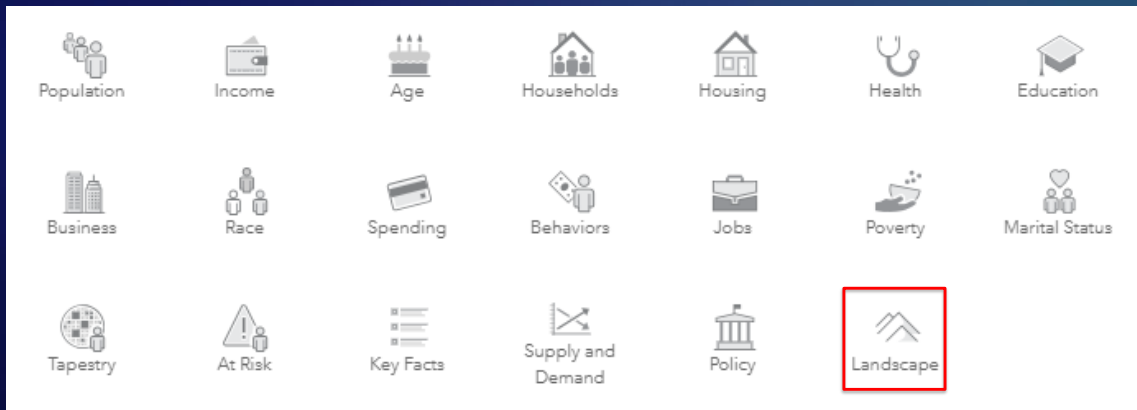 Population
Income
Age
Households
Housing
Health
Education
Business
Race
Spending
Behaviors
Jobs
Poverty
Marital Status
Tapestry
At Risk
Key Facts
Supply and
Demand
Policy
Landscape